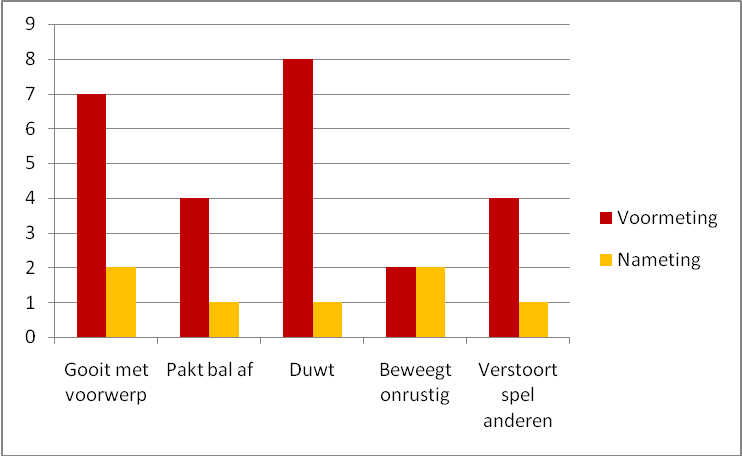 9
8
7
6
5
4
3
2
1
0
Gooit met
voorwerp
Pakt bal af
Duwt
Beweegt
onrustig
Verstoort
spel
anderen
Voormeting
Nameting